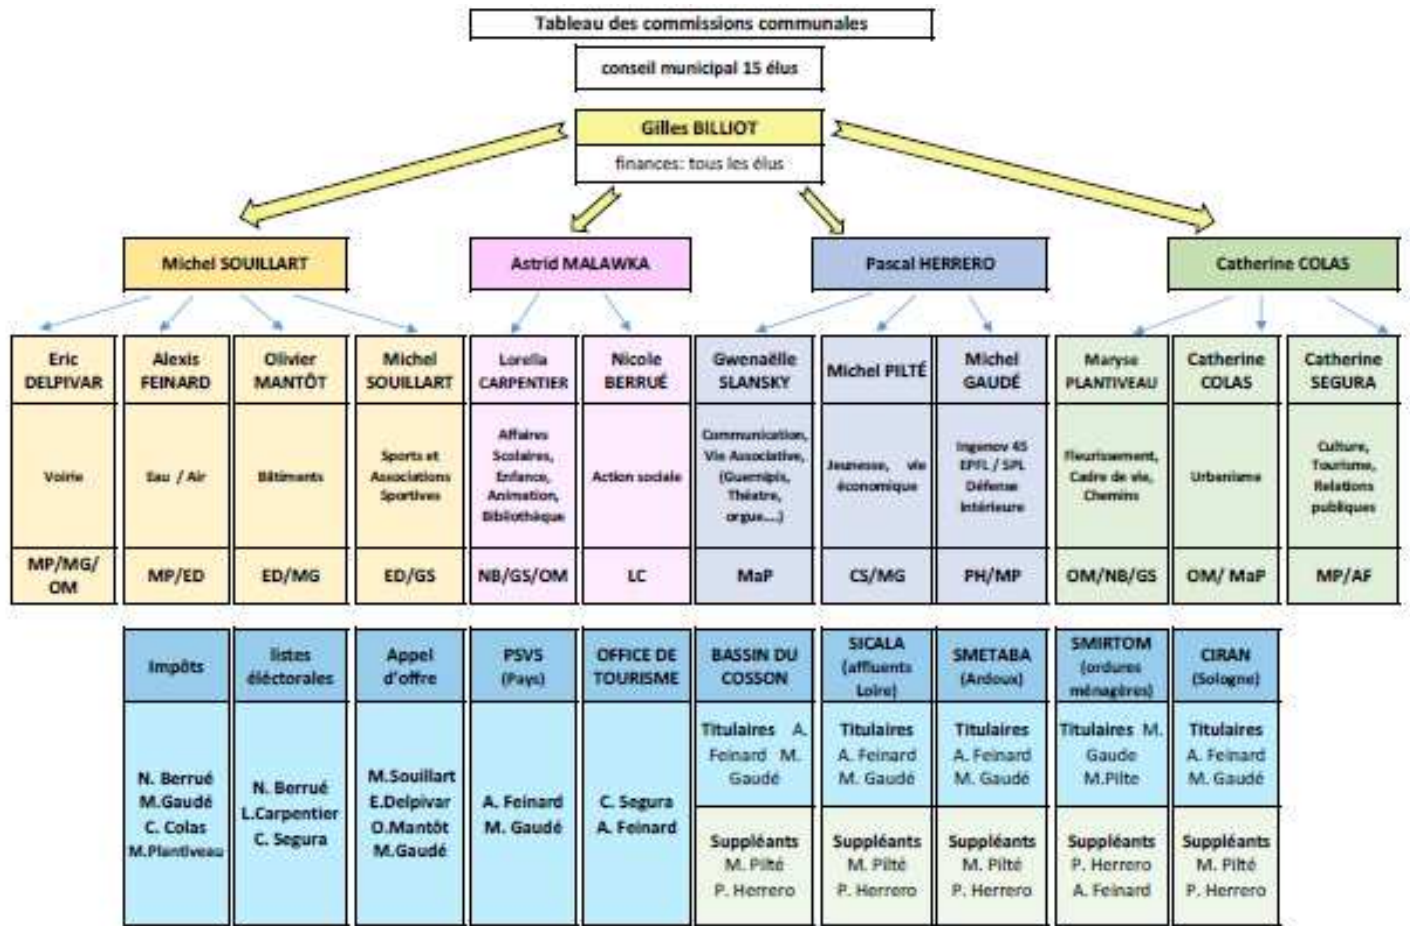 Tableau des commissions communales
conseil municipal 15 élus
Gilles BILLIOT
finances: tous les élus
Michel SOUILLART
Astrid MALAWKA
Pascal HERRERO
Catherine COLAS
Eric
DELPIVAR
Voirie
MP/MG/
OM
Alexis
FEINARD
Eau / Air
MP/ED
Olivier
MANTÔT
Bâtiments
ED/MG
Michel
SOUILLART
Sports et
Associations
Sportives
ED/GS
Lorella
CARPENTIER
Affaires
Scolaires,
Enfance,
Animation,
Bibliothèque
NB/GS/OM
Nicole
BERRUÉ
Action sociale
LC
Gwenaëlle
SLANSKY
Communication,
Vie Associative,
(Guernipis,
Théatre,
orgue....)
MaP
Michel PILTÉ
Jeunesse, vie
économique
CS/MG
Michel
GAUDÉ
Ingenov 45
EPFL / SPL
Défense
Intérieure
PH/MP
Maryse
PLANTIVEAU
Fleurissement,
Cadre de vie,
Chemins
OM/NB/GS
Catherine
COLAS
Urbanisme
OM/ MaP
Catherine
SEGURA
Culture,
Tourisme,
Relations
publiques
MP/AF
Impôts
N. Berrué
M.Gaudé
C. Colas
M.Plantiveau
listes
éléctorales
N. Berrué
L.Carpentier
C. Segura
Appel
d'offre
M.Souillart
E.Delpivar
O.Mantôt
M.Gaudé
PSVS
(Pays)
A. Feinard
M. Gaudé
OFFICE DE
TOURISME
C. Segura
A. Feinard
BASSIN DU
COSSON
Titulaires A.
Feinard M.
Gaudé
Suppléants
M. Pilté
P. Herrero
SICALA
(affluents
Loire)
Titulaires
A. Feinard
M. Gaudé
Suppléants
M. Pilté
P. Herrero
SMETABA
(Ardoux)
Titulaires
A. Feinard
M. Gaudé
Suppléants
M. Pilté
P. Herrero
SMIRTOM
(ordures
ménagères)
Titulaires M.
Gaude
M.Pilte
Suppléants
P. Herrero
A. Feinard
CIRAN
(Sologne)
Titulaires
A. Feinard
M. Gaudé
Suppléants
M. Pilté
P. Herrero